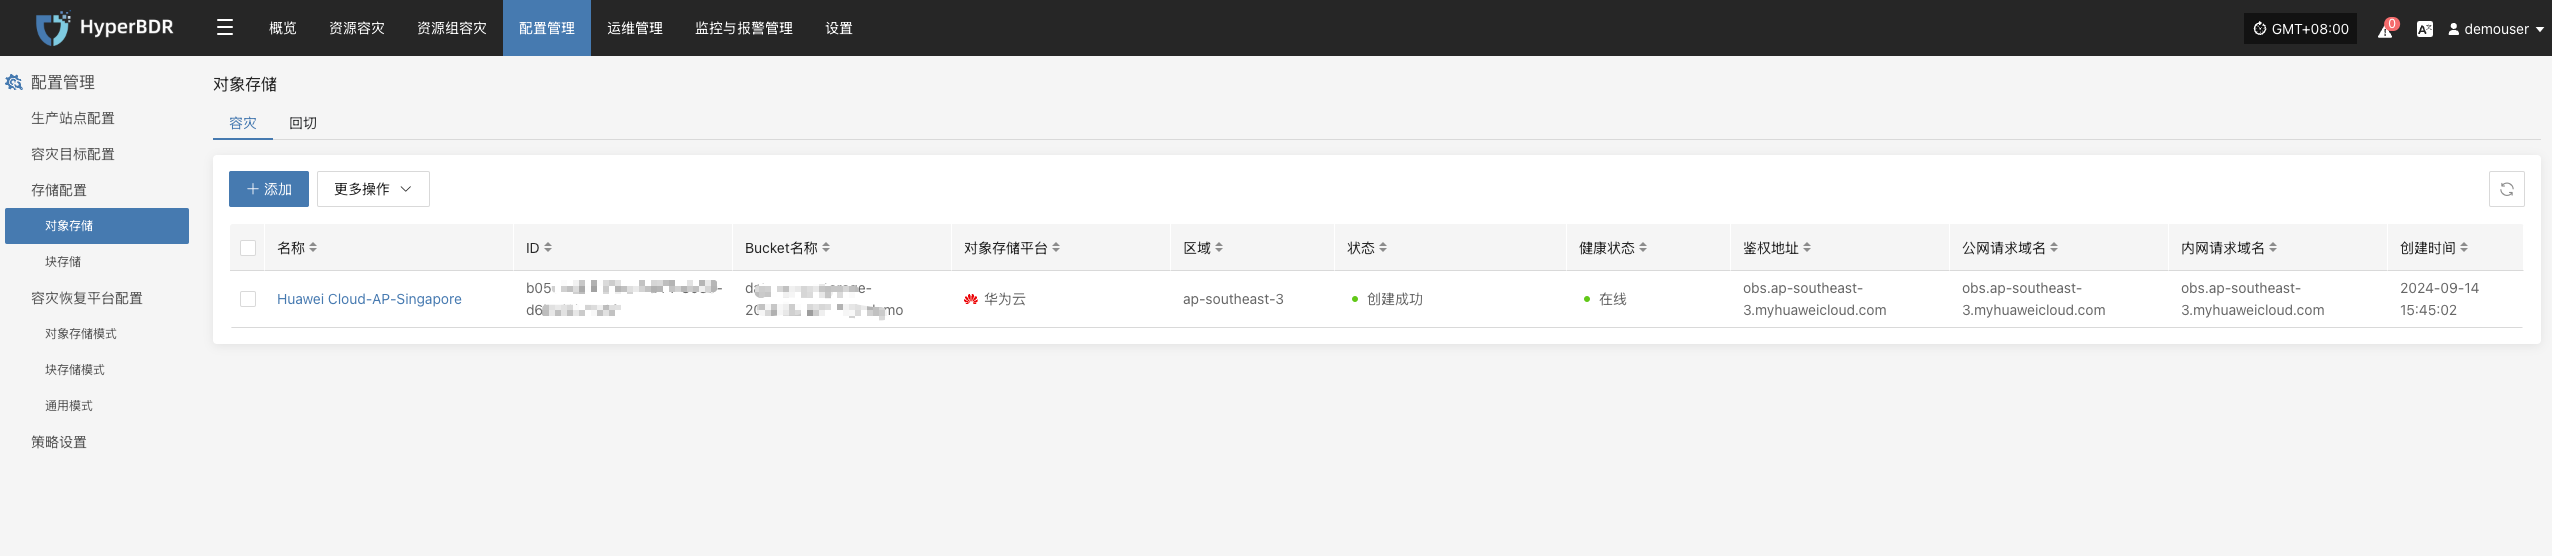 HyperBDR
概览
资源容灾
资源组容灾
配置管理
运维管理
监控与报警管理
设置
GMT+08:00
0
demouser
配置管理
生产站点配置
容灾目标配置
存储配置
对象存储
块存储
容灾恢复平台配置
对象存储模式
块存储模式
通用模式
策略设置
对象存储
容灾
回切
添加
更多操作
名称
ID
Bucket名称
对象存储平台
区域
状态
健康状态
鉴权地址
公网请求域名
内网请求域名
创建时间
Huawei Cloud-AP-Singapore
华为云
ap-southeast-3
创建成功
在线
obs.ap-southeast-
3.myhuaweicloud.com
obs.ap-southeast-
3.myhuaweicloud.com
obs.ap-southeast-
3.myhuaweicloud.com
2024-09-14
15:45:02